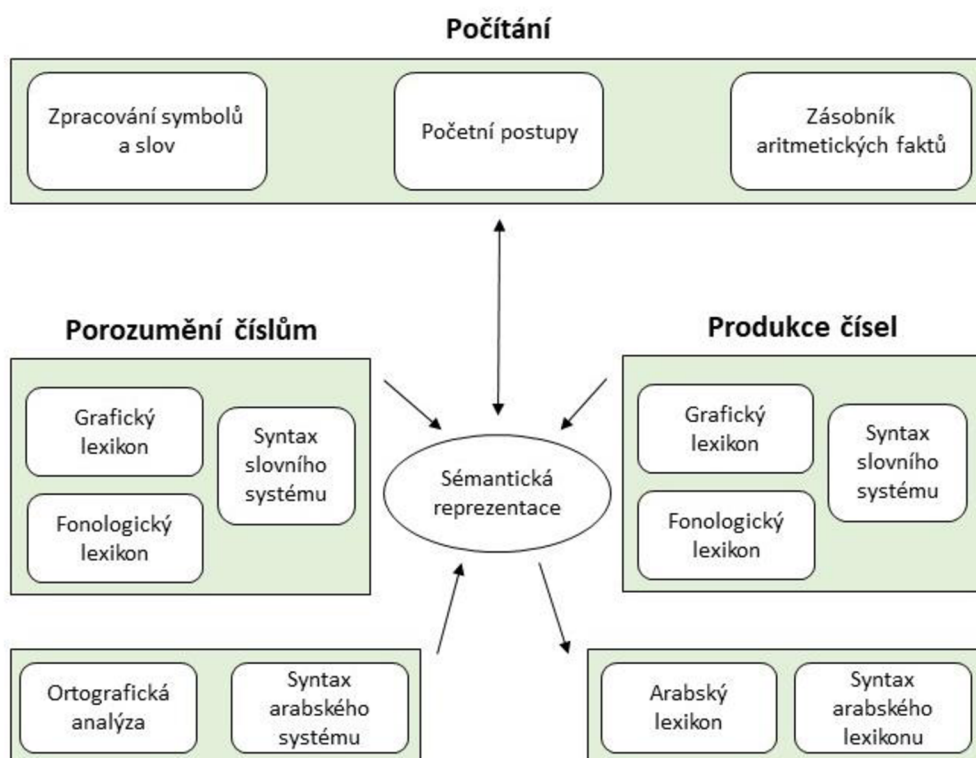 Počítání
Zpracování symbolů
a slov
Početní postupy
Zásobník
aritmetických faktů
Porozumění číslům
Grafický
lexikon
Syntax
slovního
systému
Fonologický
lexikon
Sémantická
reprezentace
Produkce čísel
Grafický
lexikon
Syntax
slovního
systému
Fonologický
lexikon
Ortografická
analýza
Syntax
arabského
systému
Arabský
lexikon
Syntax
arabského
lexikonu